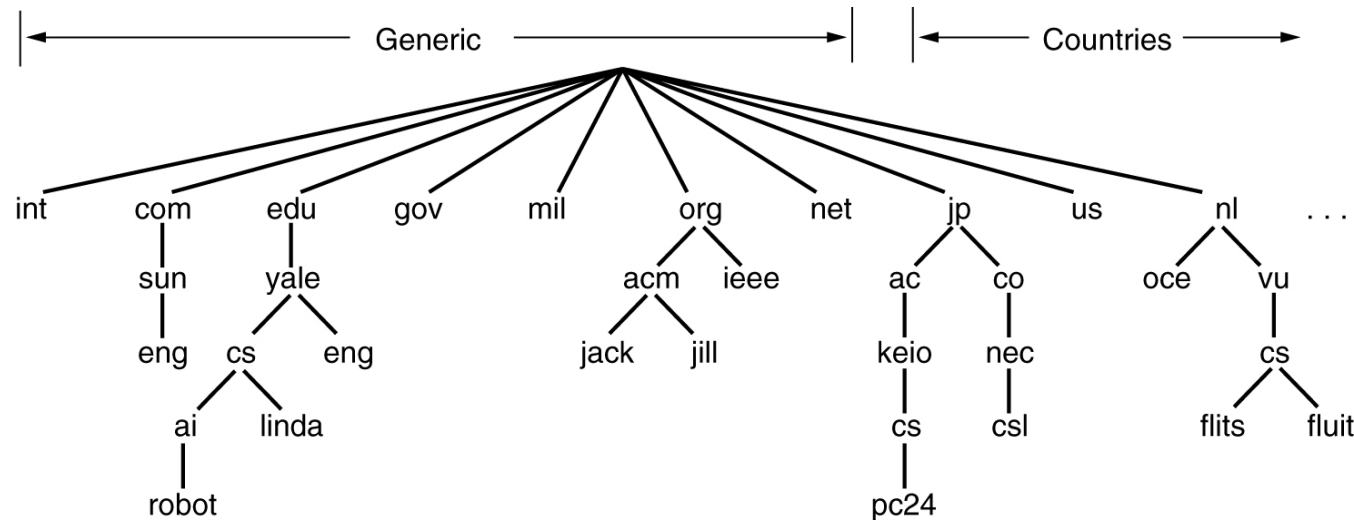 Generic Countries
int com edu gov mil org net jp us nl . . .
sun yale acm ieee ac co oce vu
eng cs eng jack jill keio nec cs
ai linda cs csl flits fluit
robot pc24